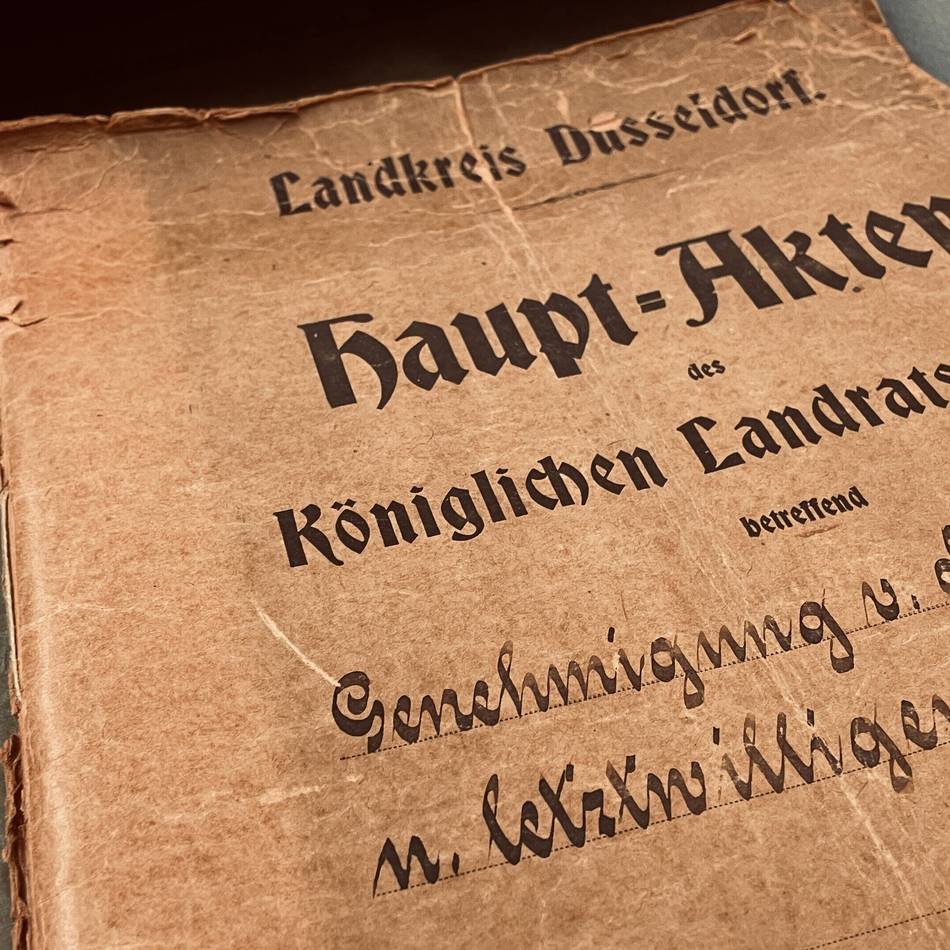 Landkreis Düsseldorf.
Haupt=Akten
des
Königlichen Landrats
betreffend
Genehmigung v.
u. letztwilligen